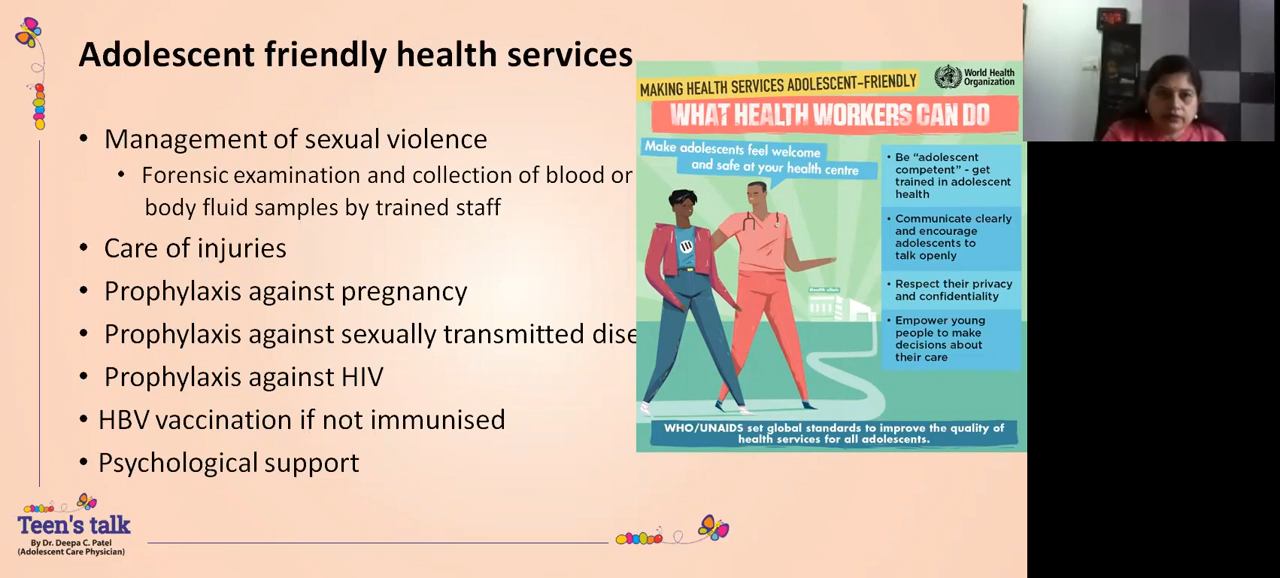 Adolescent friendly health services
• Management of sexual violence
• Forensic examination and collection of blood or
body fluid samples by trained staff
• Care of injuries
• Prophylaxis against pregnancy
• Prophylaxis against sexually transmitted dise
• Prophylaxis against HIV
• HBV vaccination if not immunised
• Psychological support
MAKING HEALTH SERVICES ADOLESCENT-FRIENDLY
World Health
Organization
WHAT HEALTH WORKERS CAN DO
Make adolescents feel welcome
and safe at your health centre
• Be “adolescent
competent” - get
trained in adolescent
health
• Communicate clearly
and encourage
adolescents to
talk openly
• Respect their privacy
and confidentiality
• Empower young
people to make
decisions about
their care
Health clinic
WHO/UNAIDS set global standards to improve the quality of
health services for all adolescents.
Teen's talk
By Dr. Deepa C. Patel
(Adolescent Care Physician)